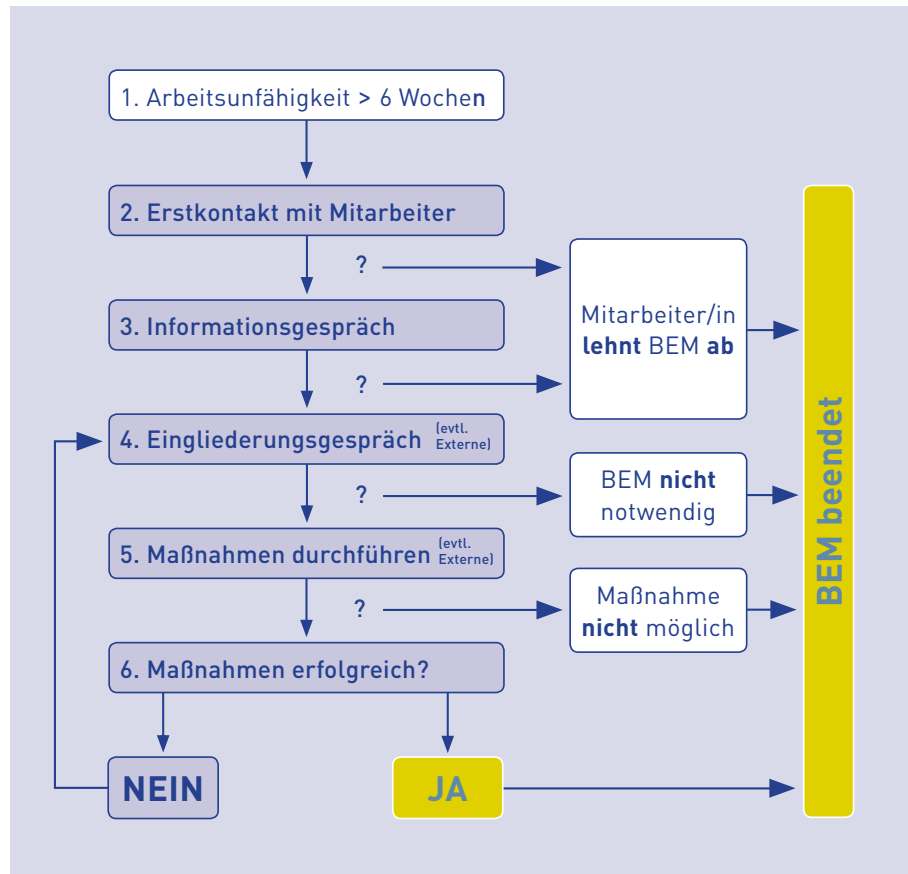 1. Arbeitsunfähigkeit > 6 Wochen
2. Erstkontakt mit Mitarbeiter
?
3. Informationsgespräch
?
Mitarbeiter/in
lehnt BEM ab
4. Eingliederungsgespräch (evtl.
Externe)
?
BEM nicht
notwendig
5. Maßnahmen durchführen (evtl.
Externe)
?
Maßnahme
nicht möglich
6. Maßnahmen erfolgreich?
NEIN
JA
BEM beendet